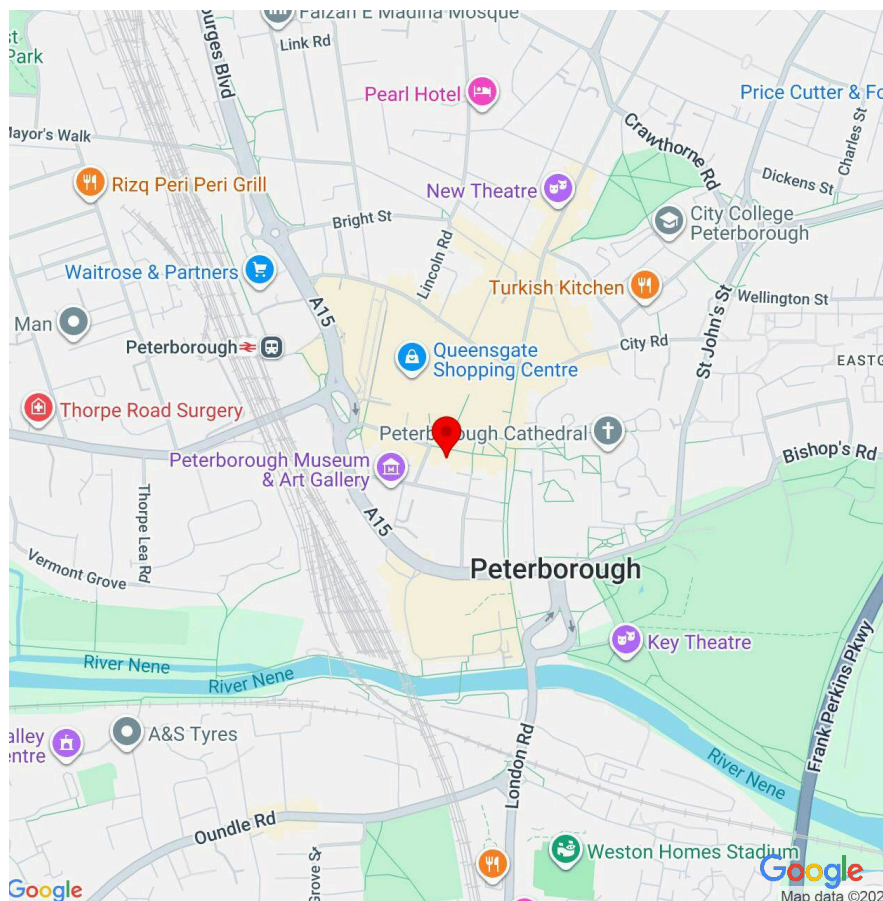 Faizan E Madina Mosque
Link Rd
Park
Pearl Hotel
Price Cutter & Fo
Mayor's Walk
Crawthorne Rd
Charles St
Dickens St
Rizq Peri Peri Grill
New Theatre
City College
Peterborough
Bright St
Lincoln Rd
Waitrose & Partners
Turkish Kitchen
Wellington St
A15
Man
Peterborough
City Rd
St John's St
Queensgate
Shopping Centre
EASTG
Thorpe Road Surgery
Peterborough Cathedral
Bishop's Rd
Peterborough Museum
& Art Gallery
Thorpe Lea Rd
A15
Vermont Grove
Peterborough
Key Theatre
River Nene
River Nene
Frank Perkins Pkwy
alley
entre
A&S Tyres
London Rd
River Nene
Oundle Rd
Grove St
Weston Homes Stadium
Google
Google
Map data ©202